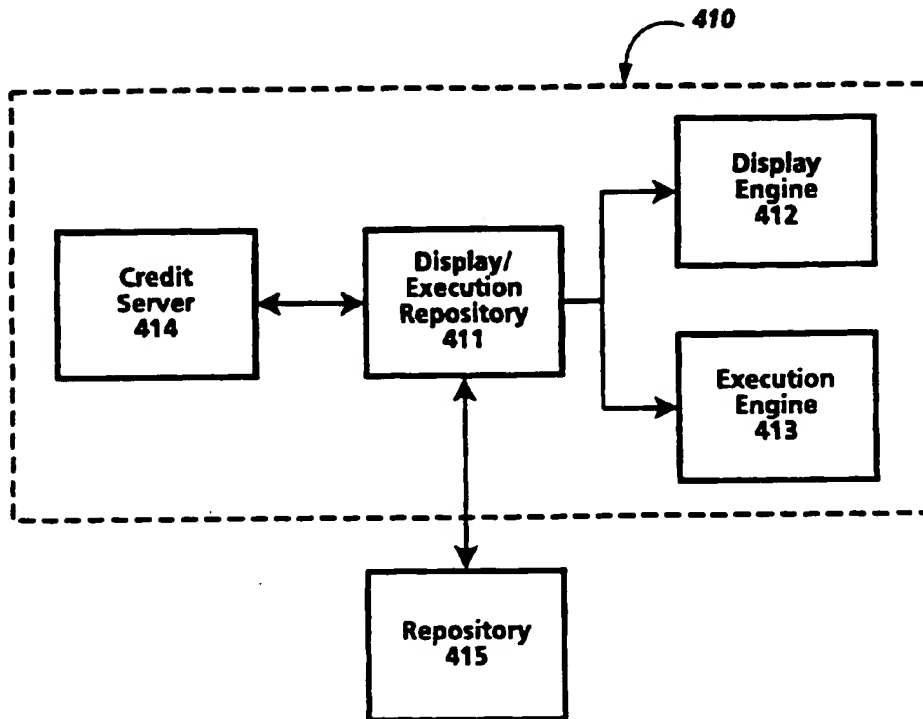 410
Display
Engine
412
Credit
Server
414
Display/
Execution
Repository
411
Execution
Engine
413
Repository
415